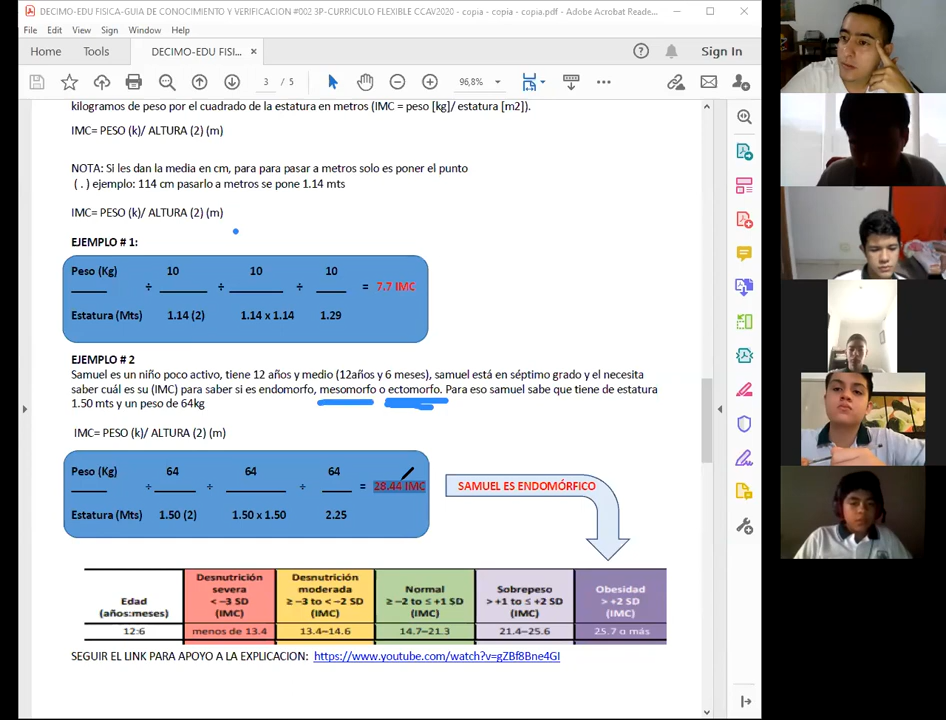 DECIMO-EDU FISICA-GUIA DE CONOCIMIENTO Y VERIFICACION #002 3P-CURRICULO FLEXIBLE CCAV2020 - copia - copia - copia.pdf - Adobe Acrobat Reade...
File Edit View Sign Window Help
Home Tools DECIMO-EDU FISI... × Sign In
3 / 5 96,8%
kilogramos de peso por el cuadrado de la estatura en metros (IMC = peso [kg]/ estatura [m2]).
IMC= PESO (k)/ ALTURA (2) (m)
NOTA: Si les dan la media en cm, para para pasar a metros solo es poner el punto
( . ) ejemplo: 114 cm pasarlo a metros se pone 1.14 mts
IMC= PESO (k)/ ALTURA (2) (m)
EJEMPLO # 1:
Peso (Kg) 10 10 10
÷ ÷ ÷ = 7.7 IMC
Estatura (Mts) 1.14 (2) 1.14 x 1.14 1.29
EJEMPLO # 2
Samuel es un niño poco activo, tiene 12 años y medio (12años y 6 meses), samuel está en séptimo grado y el necesita
saber cuál es su (IMC) para saber si es endomorfo, mesomorfo o ectomorfo. Para eso samuel sabe que tiene de estatura
1.50 mts y un peso de 64kg
IMC= PESO (k)/ ALTURA (2) (m)
Peso (Kg) 64 64 64
÷ ÷ ÷ = 28.44 IMC
Estatura (Mts) 1.50 (2) 1.50 x 1.50 2.25
SAMUEL ES ENDOMÓRFICO
Edad
(años:meses)
Desnutrición
severa
< −3 SD
(IMC)
Desnutrición
moderada
≥ −3 to < −2 SD
(IMC)
Normal
≥ −2 to ≤ +1 SD
(IMC)
Sobrepeso
> +1 to ≤ +2 SD
(IMC)
Obesidad
> +2 SD
(IMC)
12:6 menos de 13.4 13.4–14.6 14.7–21.3 21.4–25.6 25.7 o más
SEGUIR EL LINK PARA APOYO A LA EXPLICACION: https://www.youtube.com/watch?v=gZBf8Bne4GI